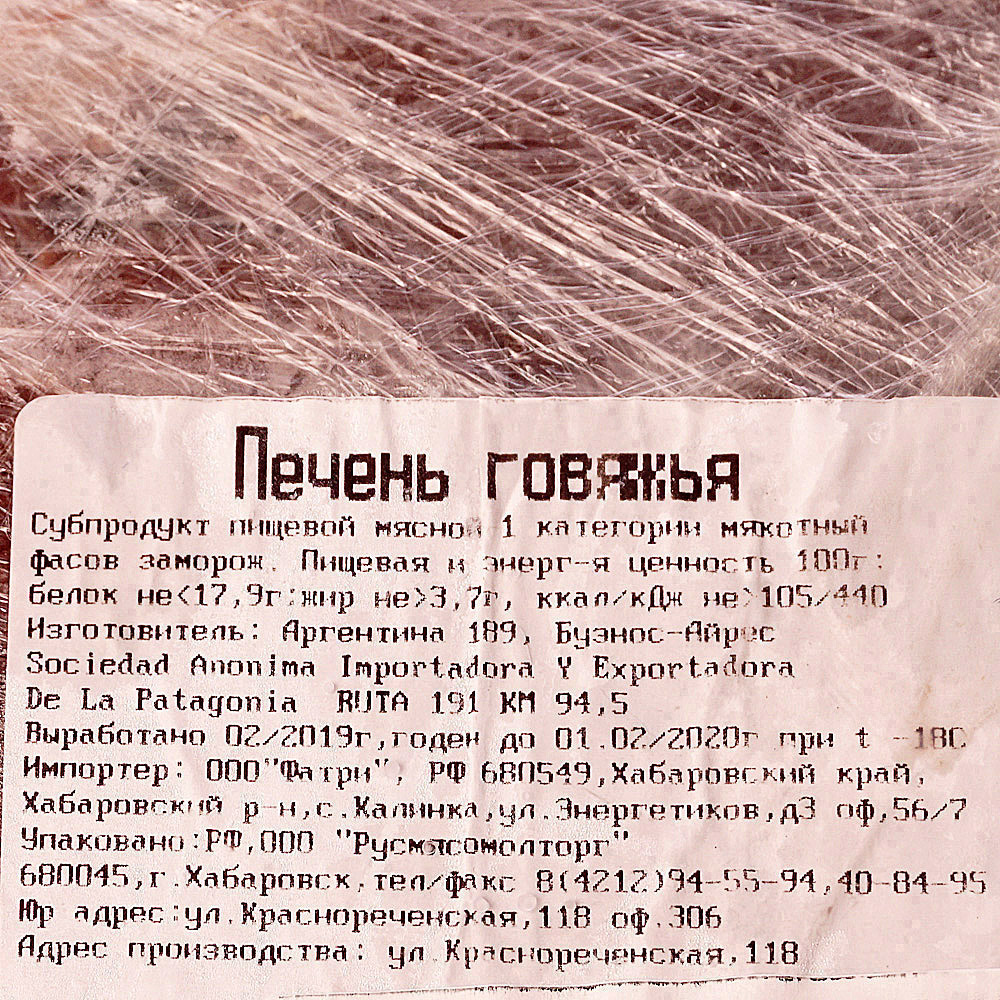 Печень говяжья
Субпродукт пищевой мясной 1 категории мякотный
фасов заморож. Пищевая и энерг-я ценность 100г:
белок не<17,9г:жир не>3,7г, ккал/кДж не>105/440
Изготовитель: Аргентина 189, Буэнос-Айрес
Sociedad Anonima Importadora Y Exportadora
De La Patagonia RUTA 191 KM 94,5
Выработано 02/2019г,годен до 01.02/2020г при t -18С
Импортер: ООО"Фатри", РФ 680549,Хабаровский край,
Хабаровский р-н,с.Калинка,ул.Энергетиков,д3 оф,56/7
Упаковано:РФ,ООО "Русмясомолторг"
680045,г.Хабаровск,тел/факс 8(4212)94-55-94,40-84-95
Юр адрес:ул.Краснореченская,118 оф.306
Адрес производства: ул.Краснореченская,118